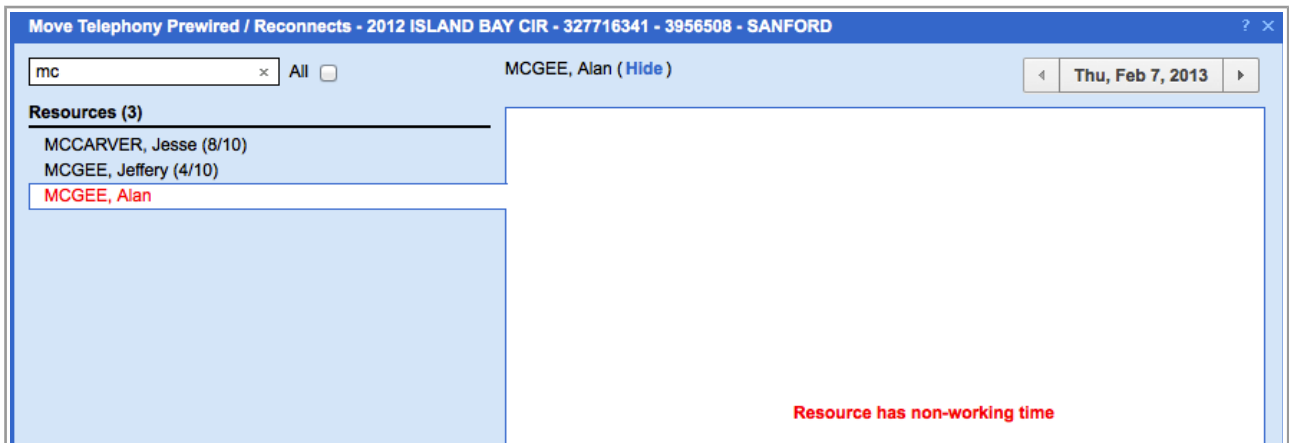 Move Telephony Prewired / Reconnects - 2012 ISLAND BAY CIR - 327716341 - 3956508 - SANFORD ? ×
mc × All
MCGEE, Alan (Hide)
Thu, Feb 7, 2013
Resources (3)
MCCARVER, Jesse (8/10)
MCGEE, Jeffery (4/10)
MCGEE, Alan
Resource has non-working time